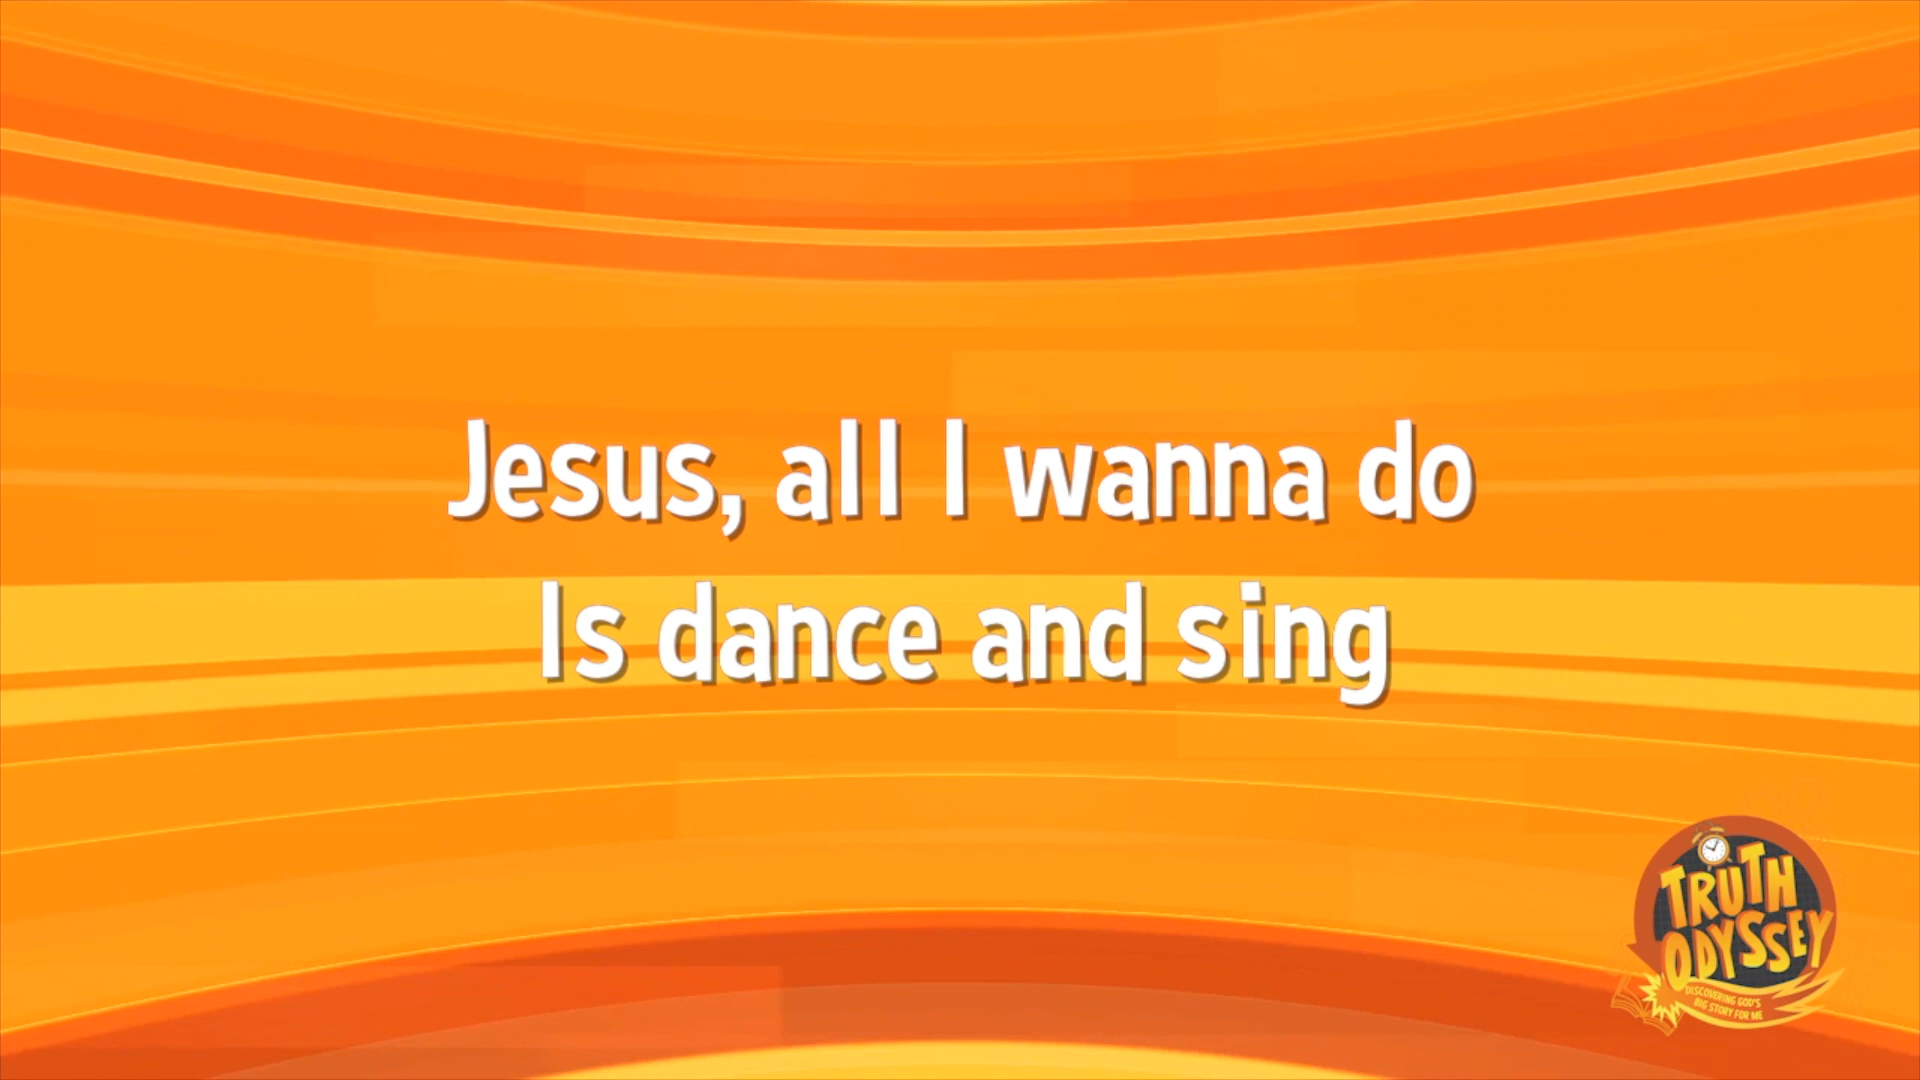 Jesus, all I wanna do
Is dance and sing
TRUTH
ODYSSEY
DISCOVERING GOD'S
BIG STORY FOR ME